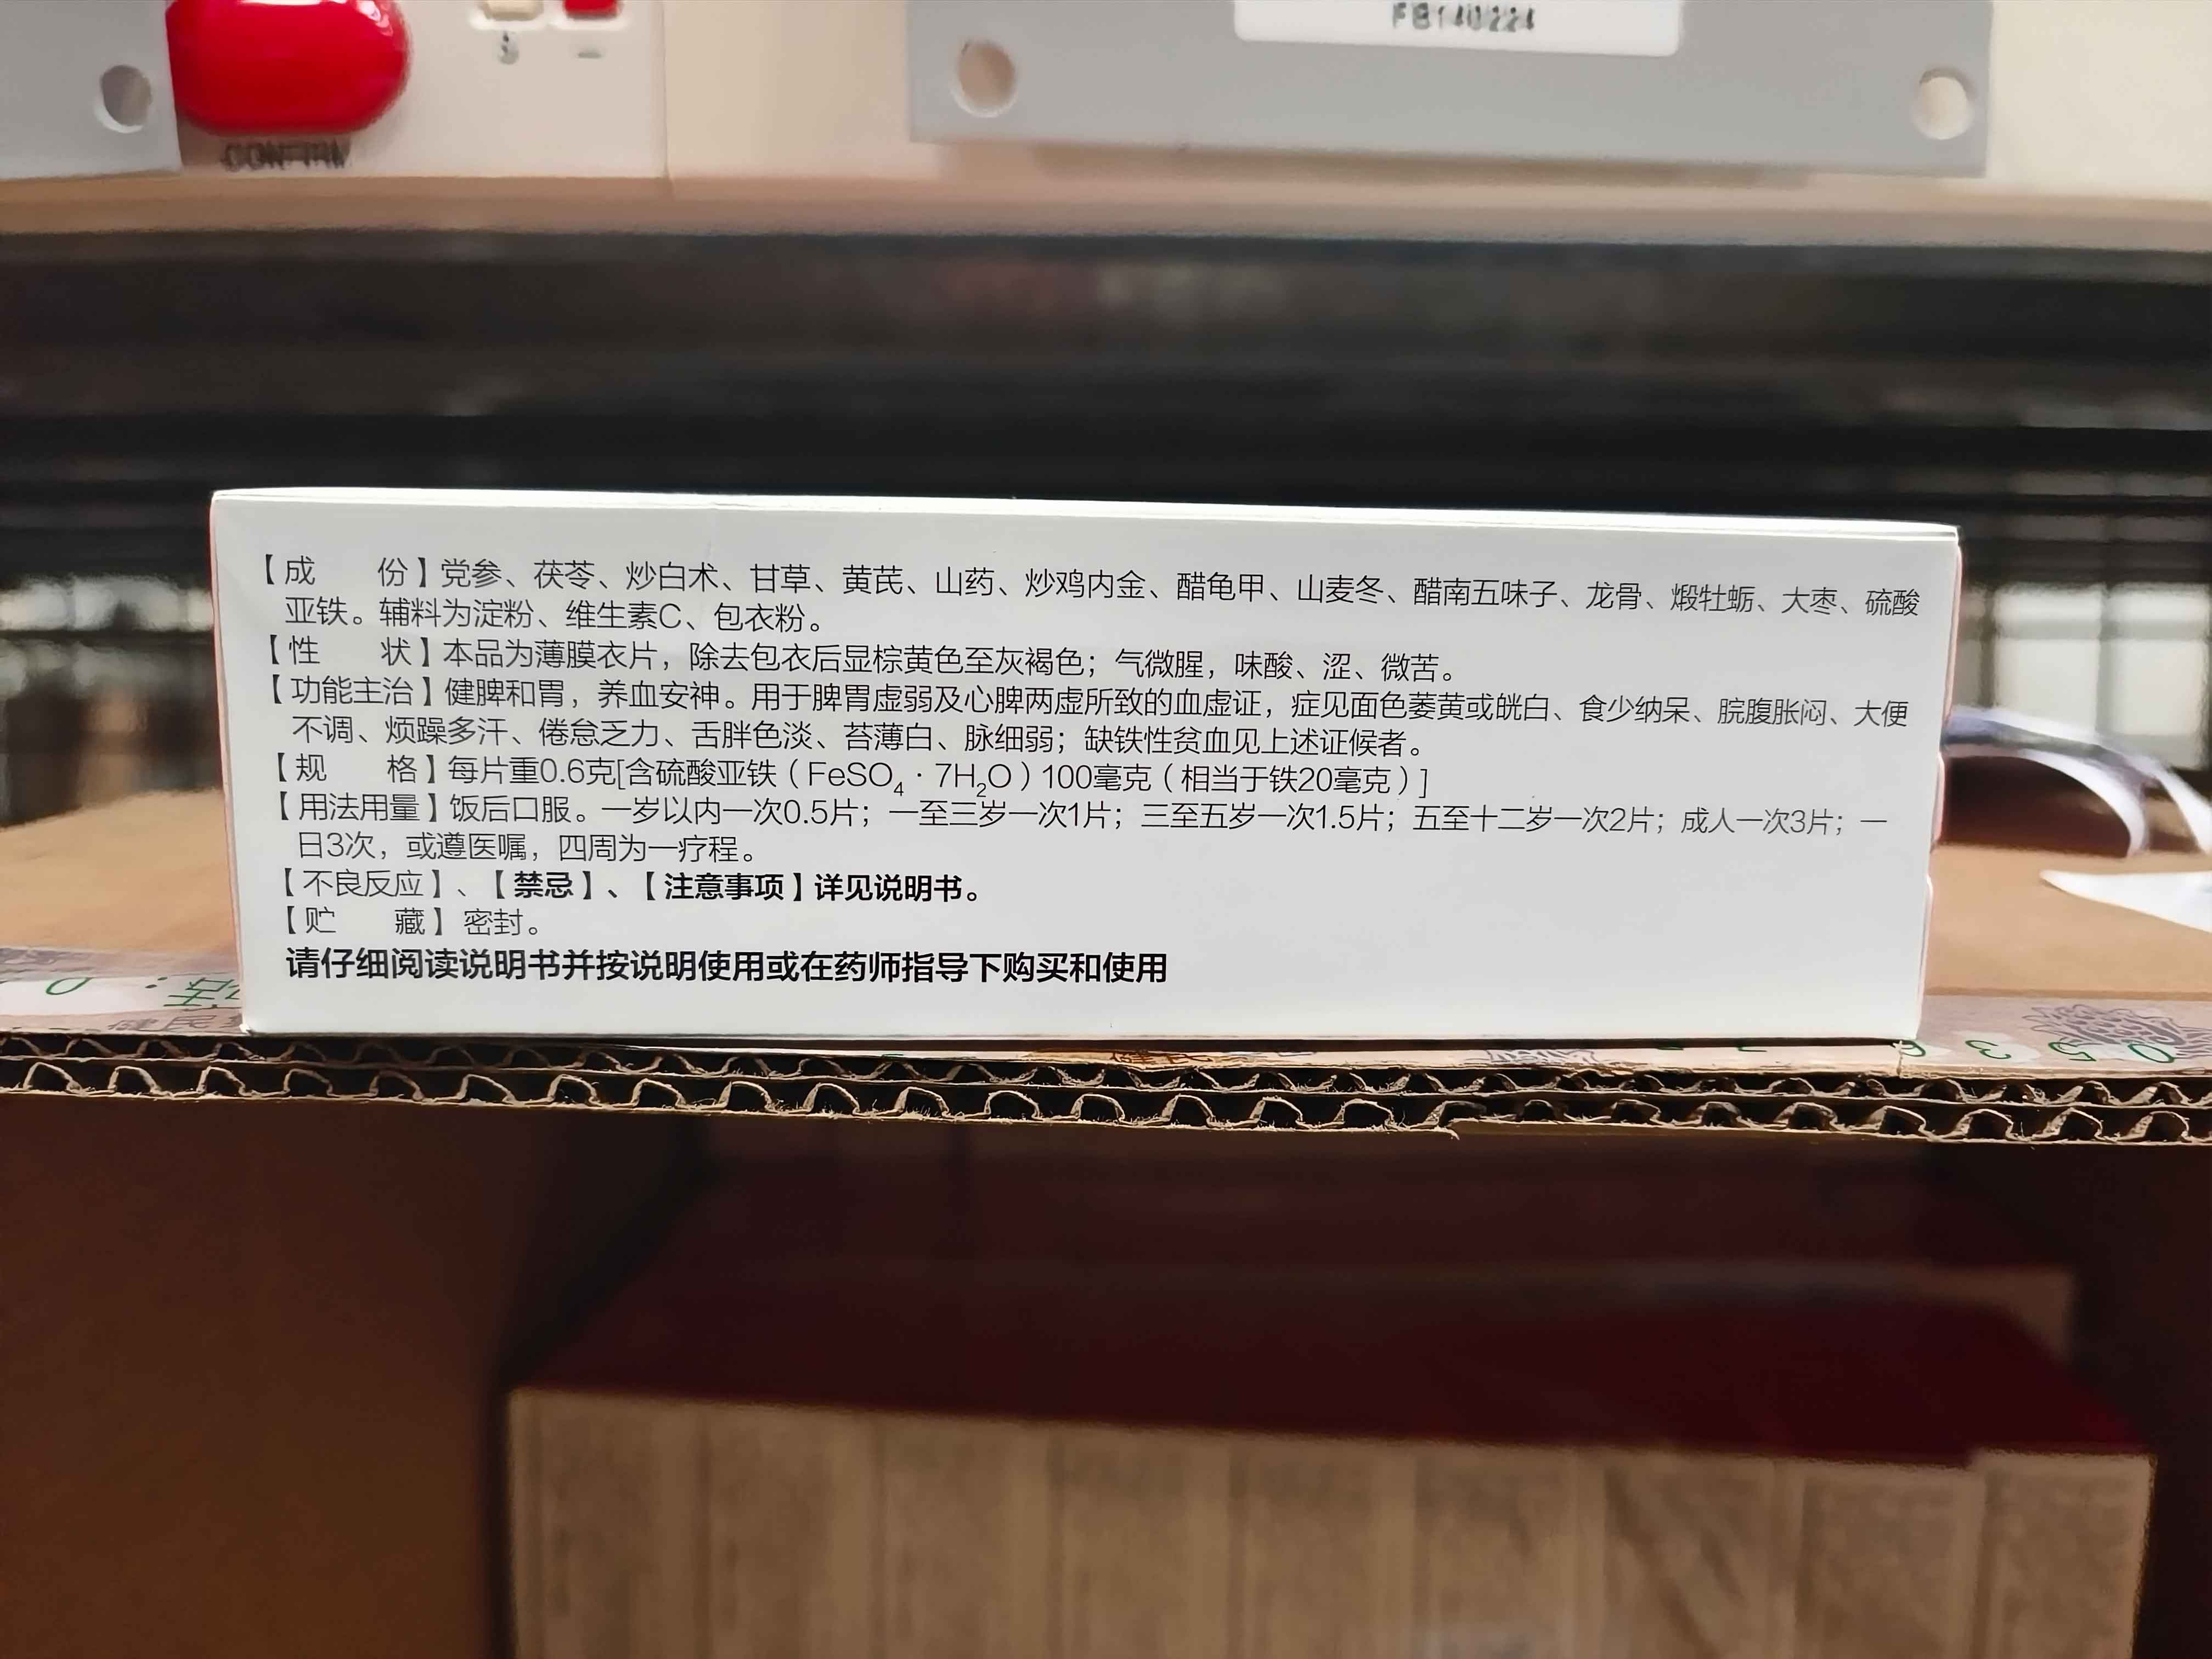 FB140224
CONFIRM
【成　　份】党参、茯苓、炒白术、甘草、黄芪、山药、炒鸡内金、醋龟甲、山麦冬、醋南五味子、龙骨、煅牡蛎、大枣、硫酸
亚铁。辅料为淀粉、维生素C、包衣粉。
【性　　状】本品为薄膜衣片，除去包衣后显棕黄色至灰褐色；气微腥，味酸、涩、微苦。
【功能主治】健脾和胃，养血安神。用于脾胃虚弱及心脾两虚所致的血虚证，症见面色萎黄或㿠白、食少纳呆、脘腹胀闷、大便
不调、烦躁多汗、倦怠乏力、舌胖色淡、苔薄白、脉细弱；缺铁性贫血见上述证候者。
【规　　格】每片重0.6克[含硫酸亚铁（FeSO₄·7H₂O）100毫克（相当于铁20毫克）]
【用法用量】饭后口服。一岁以内一次0.5片；一至三岁一次1片；三至五岁一次1.5片；五至十二岁一次2片；成人一次3片；一
日3次，或遵医嘱，四周为一疗程。
【不良反应】、【禁忌】、【注意事项】详见说明书。
【贮　　藏】密封。
请仔细阅读说明书并按说明使用或在药师指导下购买和使用
健民